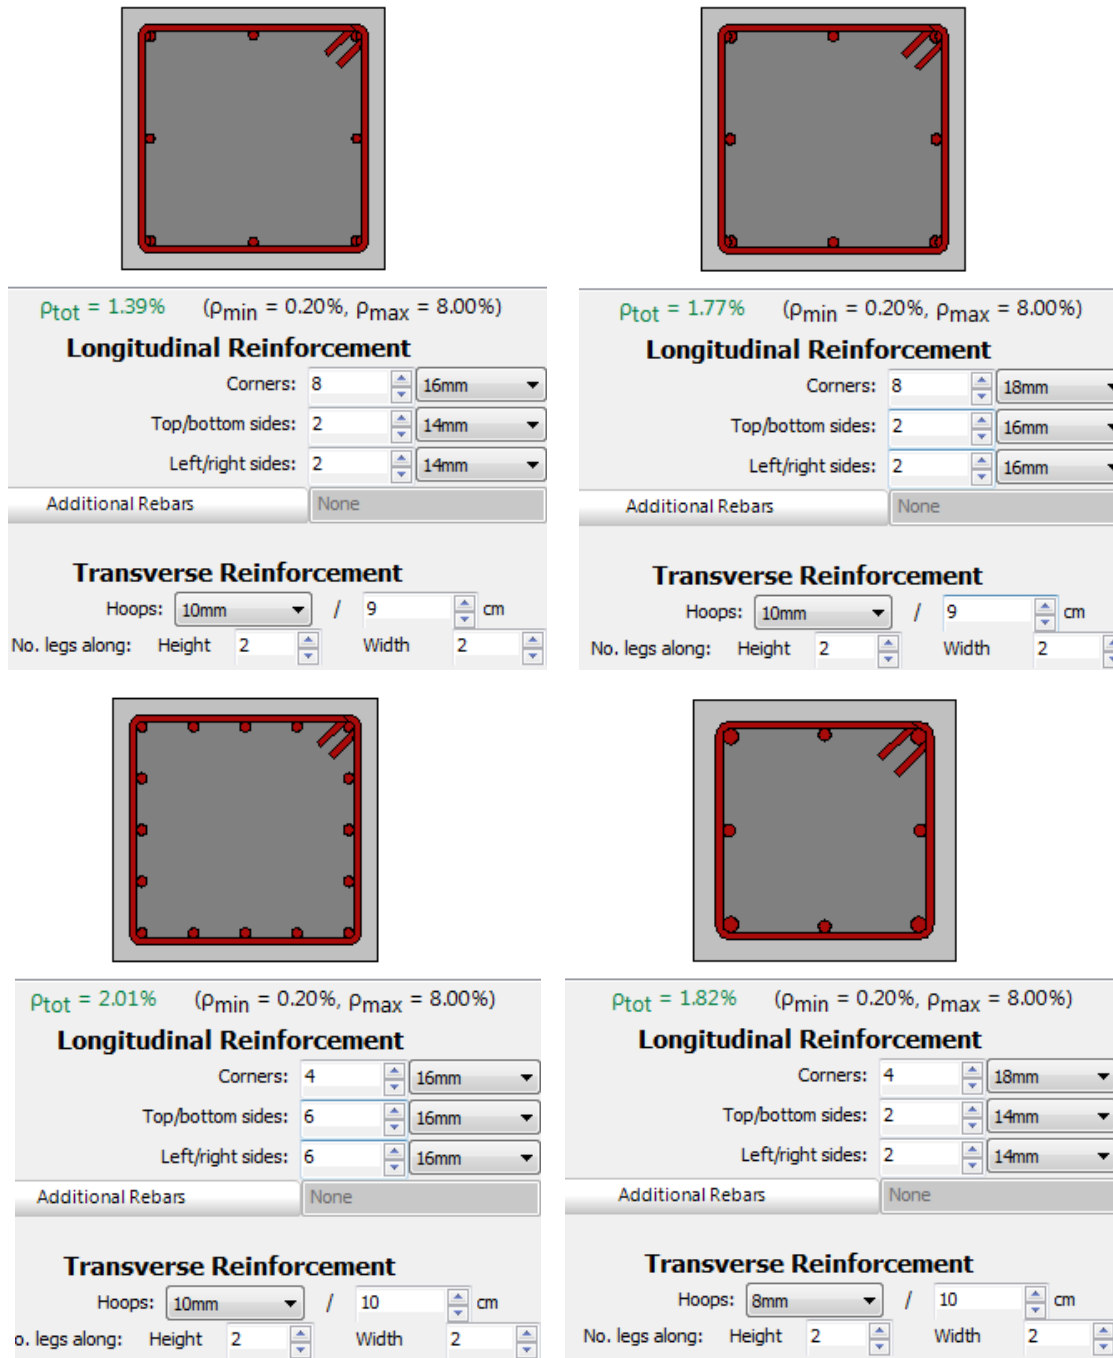 ρtot = 1.39% (ρmin = 0.20%, ρmax = 8.00%)
Longitudinal Reinforcement
Corners: 8 16mm
Top/bottom sides: 2 14mm
Left/right sides: 2 14mm
Additional Rebars None
Transverse Reinforcement
Hoops: 10mm / 9 cm
No. legs along: Height 2 Width 2
ρtot = 1.77% (ρmin = 0.20%, ρmax = 8.00%)
Longitudinal Reinforcement
Corners: 8 18mm
Top/bottom sides: 2 16mm
Left/right sides: 2 16mm
Additional Rebars None
Transverse Reinforcement
Hoops: 10mm / 9 cm
No. legs along: Height 2 Width 2
ρtot = 2.01% (ρmin = 0.20%, ρmax = 8.00%)
Longitudinal Reinforcement
Corners: 4 16mm
Top/bottom sides: 6 16mm
Left/right sides: 6 16mm
Additional Rebars None
Transverse Reinforcement
Hoops: 10mm / 10 cm
o. legs along: Height 2 Width 2
ρtot = 1.82% (ρmin = 0.20%, ρmax = 8.00%)
Longitudinal Reinforcement
Corners: 4 18mm
Top/bottom sides: 2 14mm
Left/right sides: 2 14mm
Additional Rebars None
Transverse Reinforcement
Hoops: 8mm / 10 cm
No. legs along: Height 2 Width 2